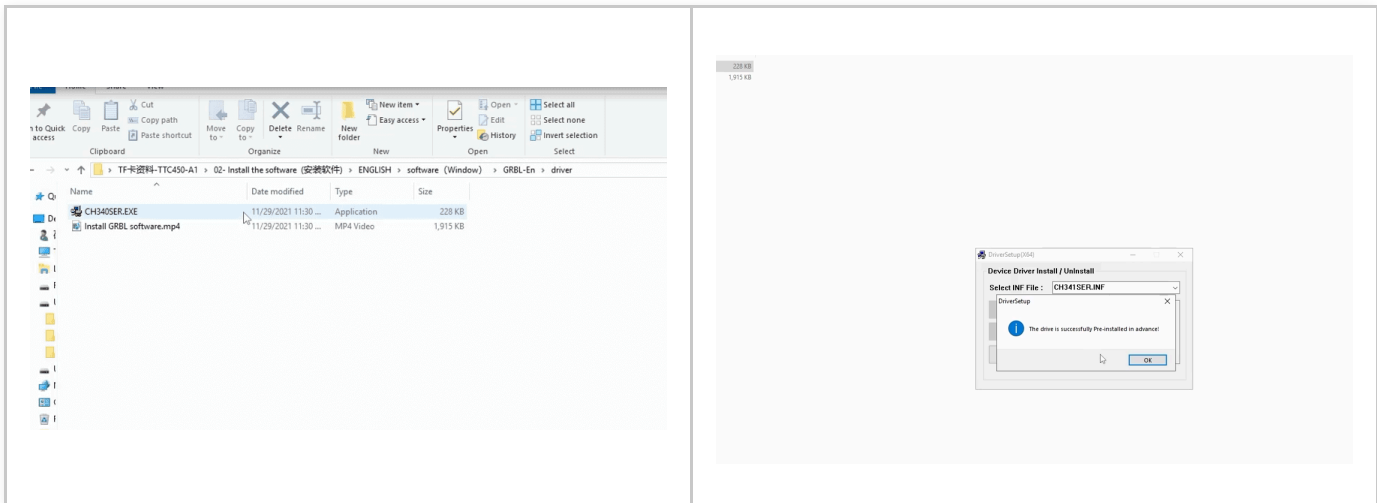 Cut
Copy path
Paste shortcut
Copy
Paste
access
Clipboard
Move to
Copy to
Delete
Rename
Organize
New folder
New item
Easy access
New
Properties
Open
Edit
History
Open
Select all
Select none
Invert selection
Select
TF卡资料-TTC450-A1 > 02- Install the software (安装软件) > ENGLISH > software (Window) > GRBL-En > driver
Name Date modified Type Size
CH340SER.EXE 11/29/2021 11:30 ... Application 228 KB
Install GRBL software.mp4 11/29/2021 11:30 ... MP4 Video 1,915 KB
228 KB
1,915 KB
DriverSetup(X64)
Device Driver Install / UnInstall
Select INF File : CH341SER.INF
DriverSetup
The drive is successfully Pre-installed in advance!
OK